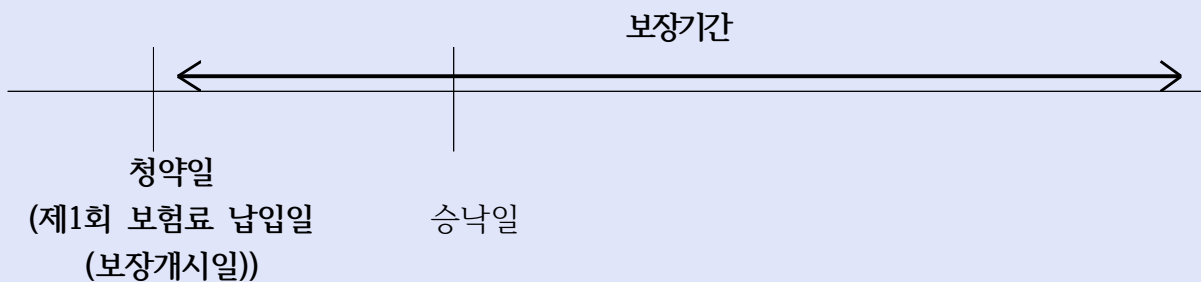 보장기간
청약일
(제1회 보험료 납입일
승낙일
(보장개시일))